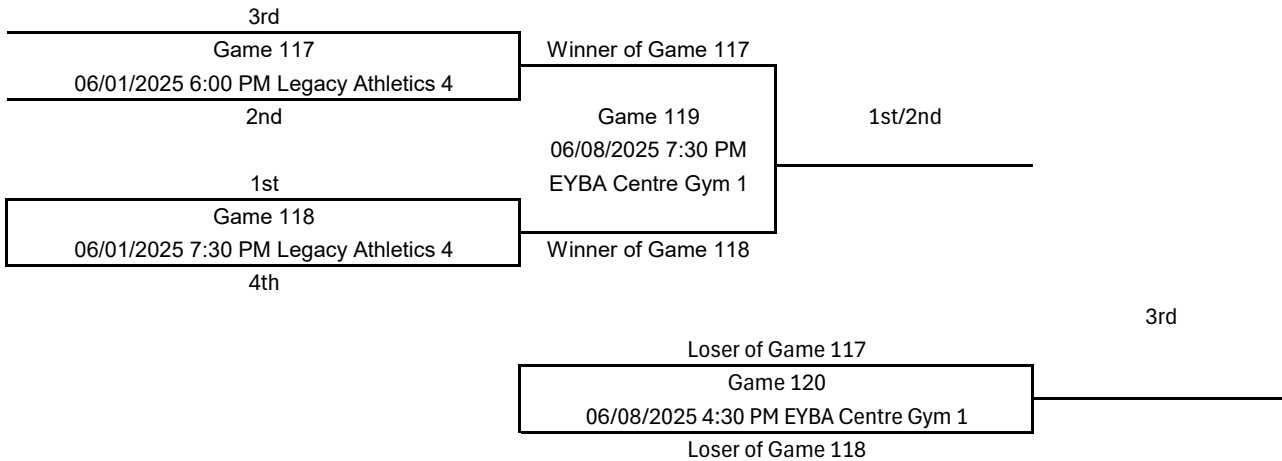 3rd
Game 117
06/01/2025 6:00 PM Legacy Athletics 4
2nd
Winner of Game 117
Game 119
06/08/2025 7:30 PM
EYBA Centre Gym 1
1st/2nd
1st
Game 118
06/01/2025 7:30 PM Legacy Athletics 4
4th
Winner of Game 118
3rd
Loser of Game 117
Game 120
06/08/2025 4:30 PM EYBA Centre Gym 1
Loser of Game 118